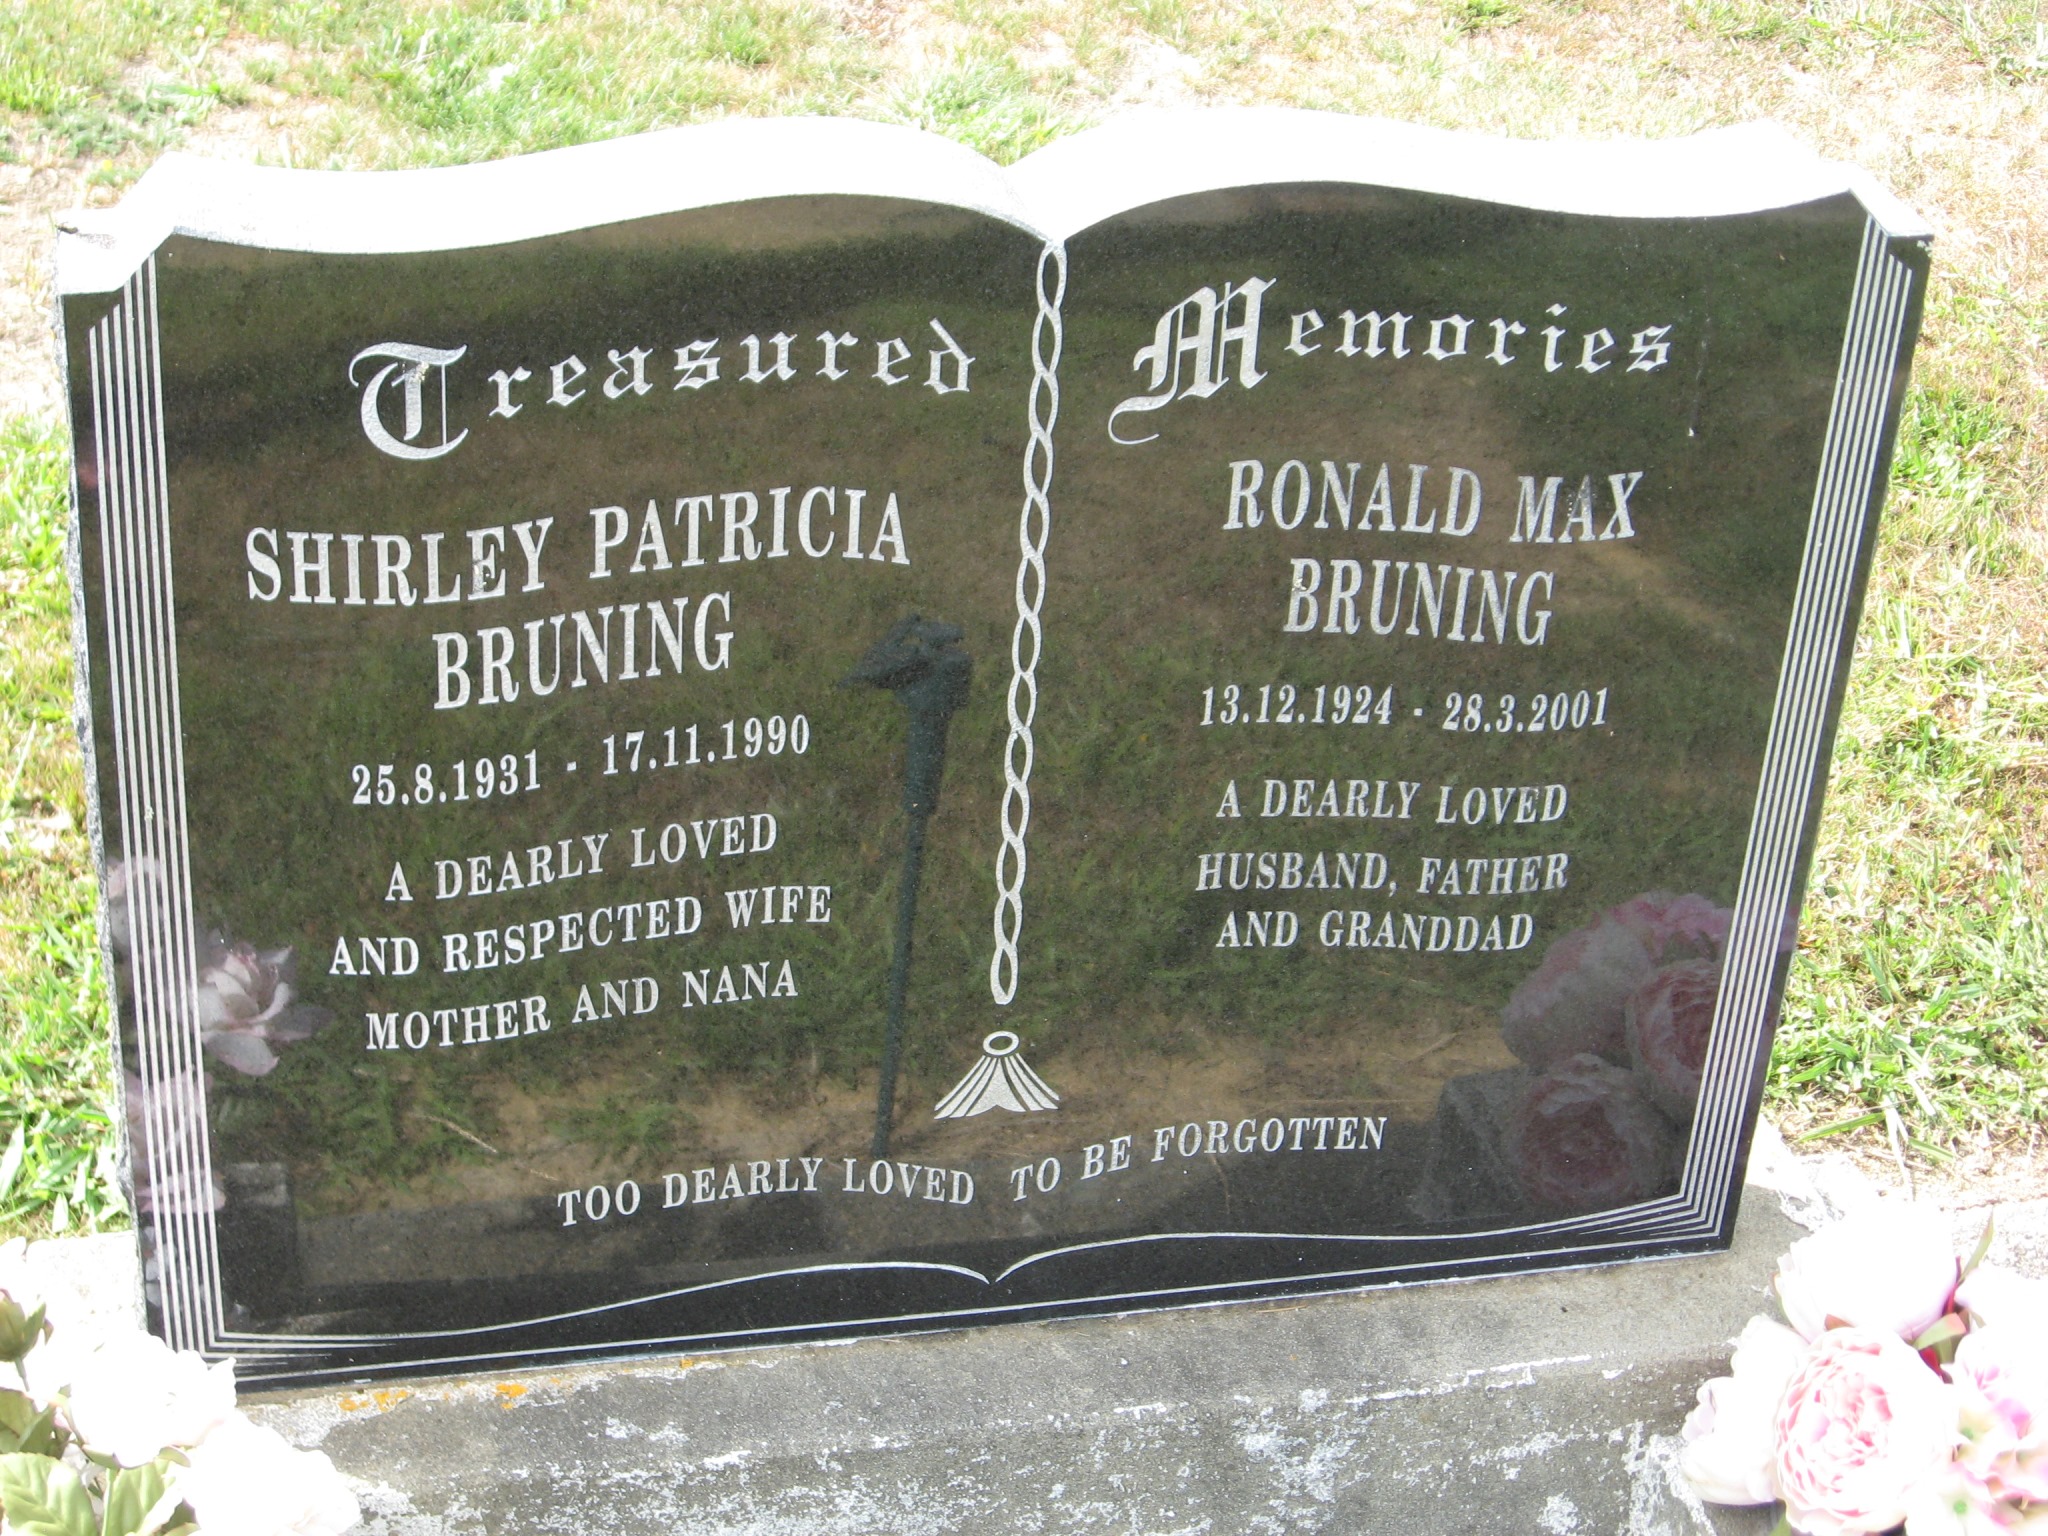 Treasured Memories
SHIRLEY PATRICIA
BRUNING
25.8.1931 - 17.11.1990
A DEARLY LOVED
AND RESPECTED WIFE
MOTHER AND NANA
RONALD MAX
BRUNING
13.12.1924 - 28.3.2001
A DEARLY LOVED
HUSBAND, FATHER
AND GRANDDAD
TOO DEARLY LOVED TO BE FORGOTTEN